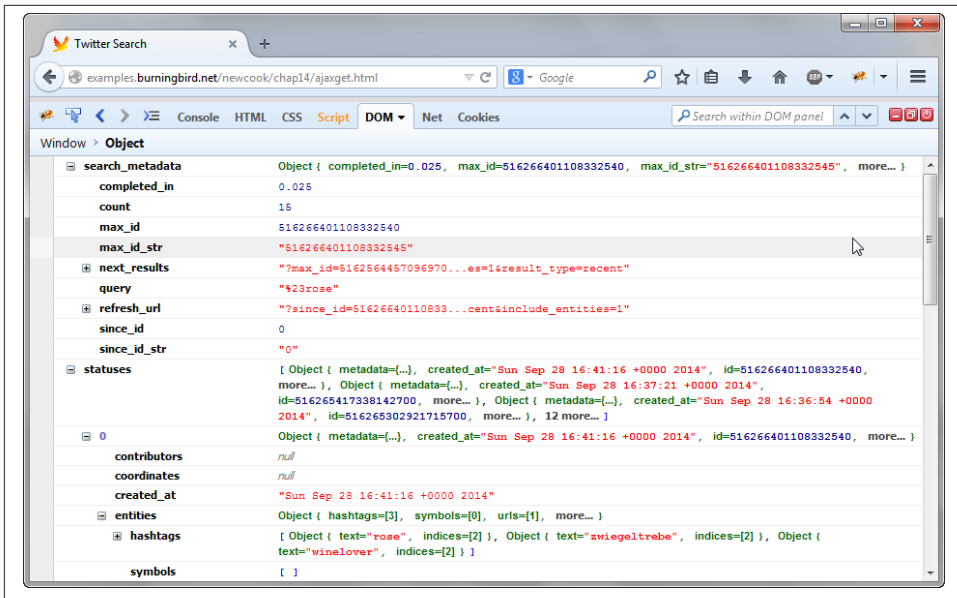 Twitter Search × +
examples.burningbird.net/newcook/chap14/ajaxget.html 8 Google ABP
Console HTML CSS Script DOM Net Cookies Search within DOM panel
Window > Object
search_metadata Object { completed_in=0.025, max_id=516266401108332540, max_id_str="516266401108332545", more... }
completed_in 0.025
count 15
max_id 516266401108332540
max_id_str "516266401108332545"
next_results "?max_id=5162564457096970...es=1&result_type=recent"
query "%23rose"
refresh_url "?since_id=51626640110833...cent&include_entities=1"
since_id 0
since_id_str "0"
statuses [ Object { metadata={...}, created_at="Sun Sep 28 16:41:16 +0000 2014", id=516266401108332540,
more... }, Object { metadata={...}, created_at="Sun Sep 28 16:37:21 +0000 2014",
id=516265417338142700, more... }, Object { metadata={...}, created_at="Sun Sep 28 16:36:54 +0000
2014", id=516265302921715700, more... }, 12 more... ]
0 Object { metadata={...}, created_at="Sun Sep 28 16:41:16 +0000 2014", id=516266401108332540, more... }
contributors null
coordinates null
created_at "Sun Sep 28 16:41:16 +0000 2014"
entities Object { hashtags=[3], symbols=[0], urls=[1], more... }
hashtags [ Object { text="rose", indices=[2] }, Object { text="zwiegeltrebe", indices=[2] }, Object {
text="winelover", indices=[2] } ]
symbols [ ]